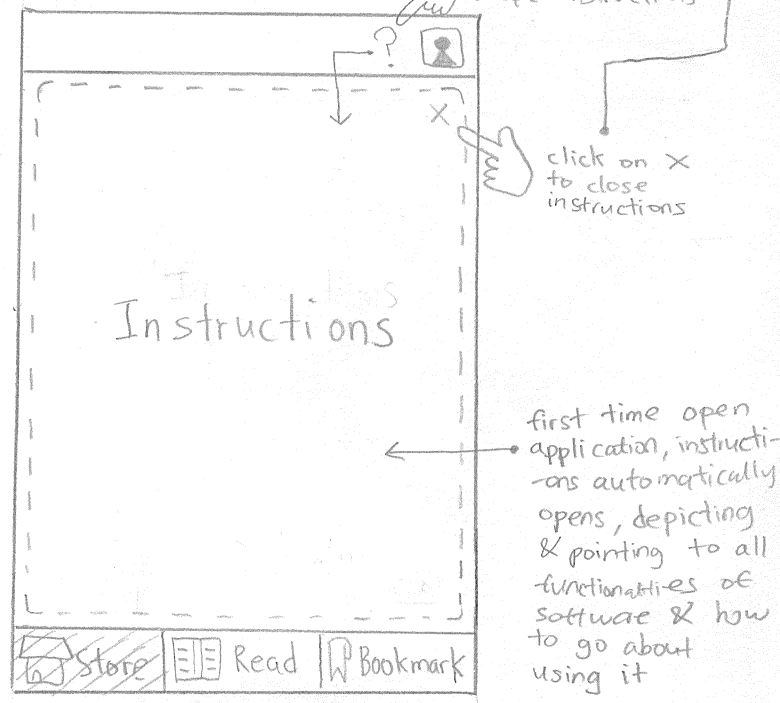 ?
X
click on X
to close
instructions
Instructions
first time open
application, instructi-
-ons automatically
opens, depicting
& pointing to all
functionalities of
software & how
to go about
using it
Store
Read
Bookmark